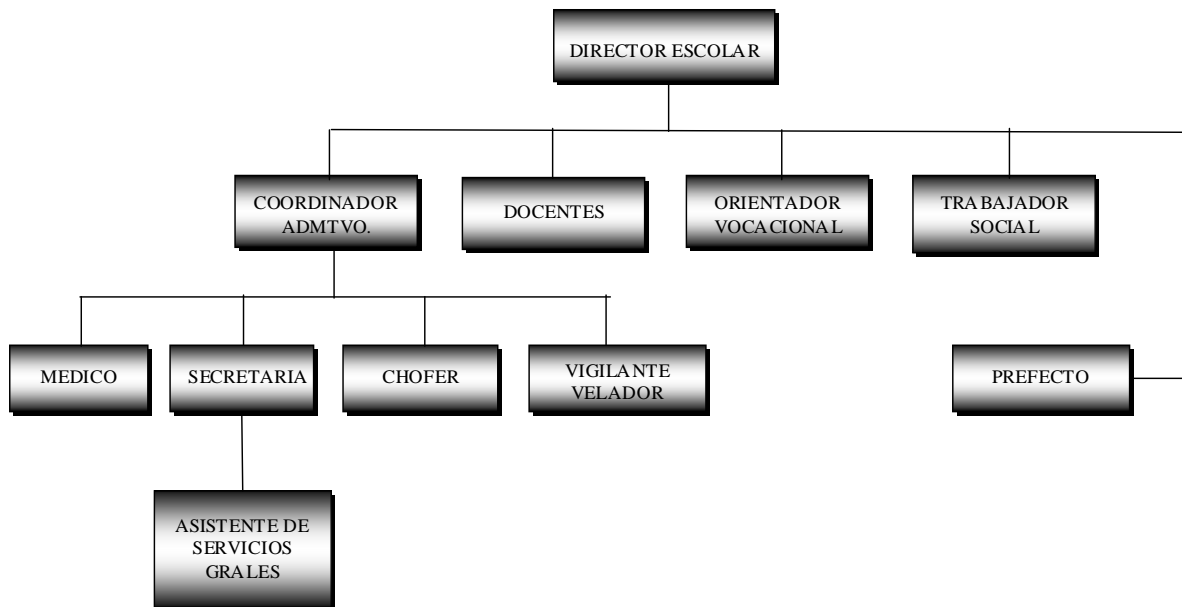 DIRECTOR ESCOLAR
COORDINADOR
ADMTVO.
DOCENTES
ORIENTADOR
VOCACIONAL
TRABAJADOR
SOCIAL
MEDICO
SECRETARIA
CHOFER
VIGILANTE
VELADOR
PREFECTO
ASISTENTE DE
SERVICIOS
GRALES